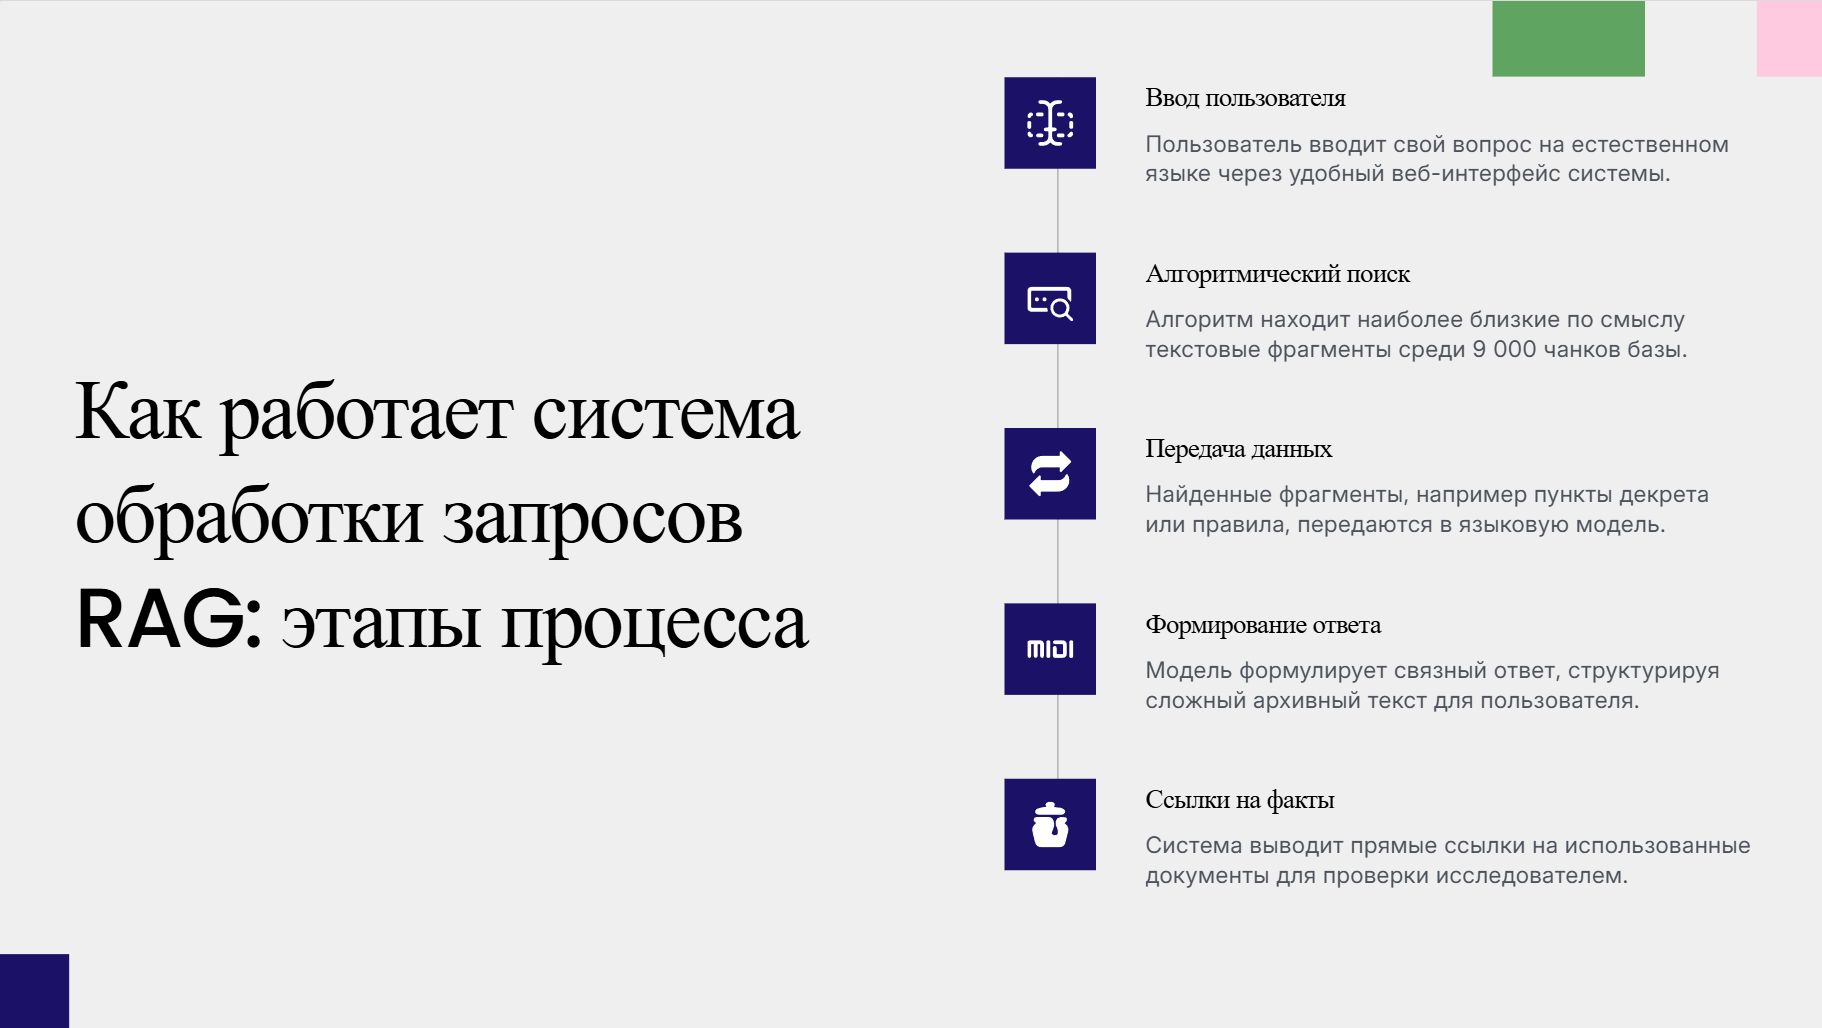 Как работает система
обработки запросов
RAG: этапы процесса
Ввод пользователя
Пользователь вводит свой вопрос на естественном
языке через удобный веб-интерфейс системы.
Алгоритмический поиск
Алгоритм находит наиболее близкие по смыслу
текстовые фрагменты среди 9 000 чанков базы.
Передача данных
Найденные фрагменты, например пункты декрета
или правила, передаются в языковую модель.
MIDI
Формирование ответа
Модель формулирует связный ответ, структурируя
сложный архивный текст для пользователя.
Ссылки на факты
Система выводит прямые ссылки на использованные
документы для проверки исследователем.